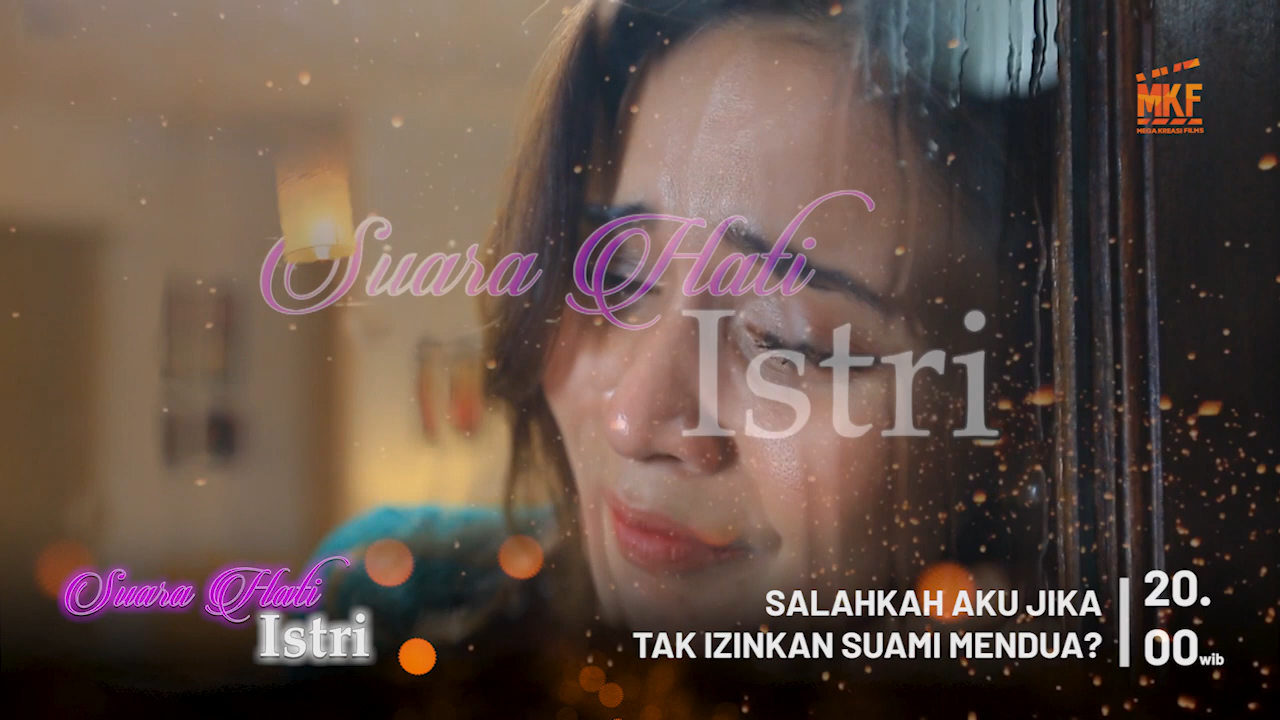 MKF
MEGA KREASI FILMS
Suara Hati
Istri
Suara Hati
Istri
SALAHKAH AKU JIKA
TAK IZINKAN SUAMI MENDUA?
20.
00wib